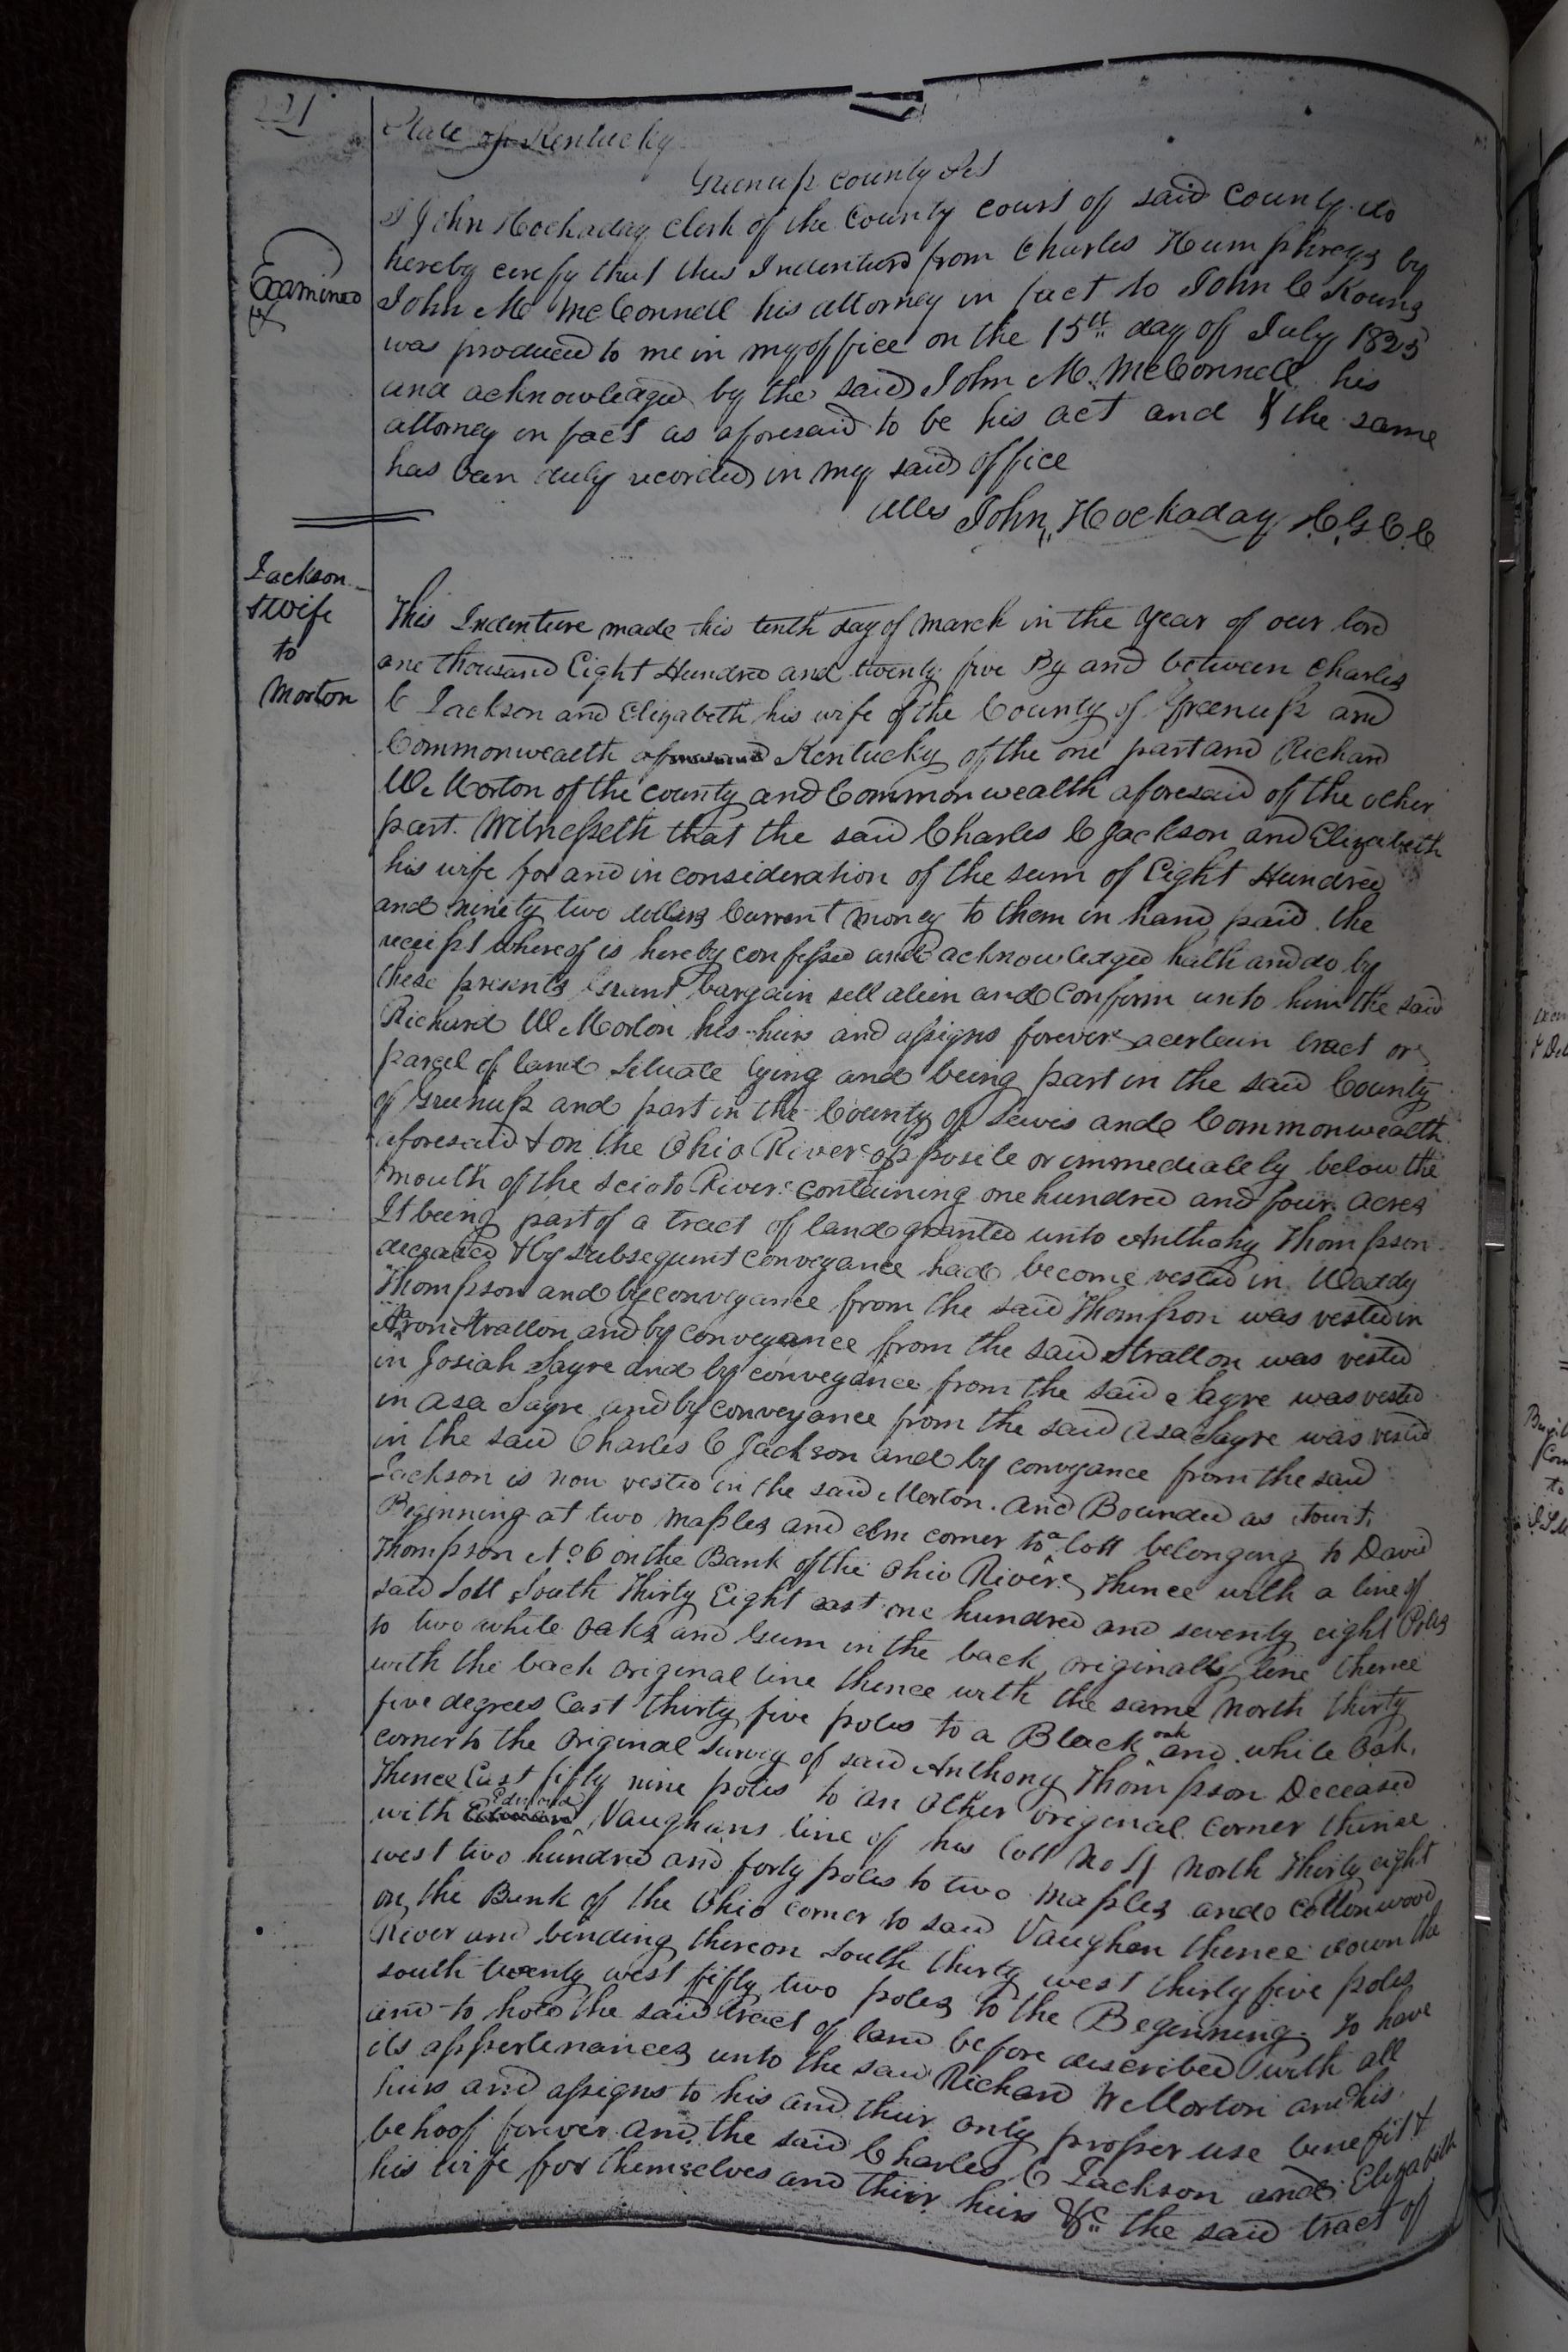 221
State of Kentucky
Greenup County Sct
I John Hockaday Clerk of the County court of said County do
Examined
hereby cerefy that this Indenture from Charles Humphreys by
John M McConnell his attorney in fact to John C Kouns
was produced to me in my office on the 15th day of July 1825
and acknowledged by the said John M. McConnell his
attorney in fact as aforesaid to be his act and & the same
has been duly recorded in my said office
Attes John Hockaday C.G.C.C
Jackson
& Wife
to
Morton
This Indenture made this tenth day of March in the year of our lord
one thousand Eight Hundred and twenty five By and between Charles
C Jackson and Elizabeth his wife of the County of Greenup and
Commonwealth of Kentucky of the one part and Richard
W. Morton of the county and Commonwealth aforesaid of the other
part. Witnesseth that the said Charles C Jackson and Elizabeth
his wife for and in consideration of the sum of Eight Hundred
and ninety two dollars Current money to them in hand paid the
receipt whereof is hereby confessed and acknowledged hath and do by
these presents Grant bargain sell alein and Confirm unto him the said
Richard W Morton his heirs and assigns forever acertain tract or
parcel of land Situate lying and being part in the said County
of Greenup and part in the County of Lewis and Commonwealth
aforesaid & on the Ohio River opposite or immediately below the
mouth of the Scioto River containing one hundred and four acres
It being part of a tract of land granted unto Anthony Thompson
deceased & by subsequent conveyance had become vested in Waddy
Thompson and by conveyance from the said Thompson was vested in
Aron Stratton and by conveyance from the said Stratton was vested
in Josiah Sayre and by conveyance from the said Sayre was vested
in Asa Sayre and by conveyance from the said Asa Sayre was vested
in the said Charles C Jackson and by conveyance from the said
Jackson is now vested in the said Morton. And Bounded as towit.
Beginning at two maples and elm corner to a lott belonging to David
Thompson No 6 on the Bank of the Ohio River Thence with a line of
said Lott South Thirty Eight east one hundred and seventy eight Poles
to two white oaks and Gum in the back originally line thence
with the back original line thence with the same North thirty
five degrees East thirty five poles to a Black oak and white Oak
corner to the original Survey of said Anthony Thompson Deceased
Thence East fifty nine poles to an other original corner thence
with Edmond Vaughans line of his lott No 4 North Thirty eight
west two hundred and forty poles to two maples and cottonwood
on the Bank of the Ohio corner to said Vaughan thence down the
River and binding thereon South thirty west thirty five poles
south twenty west fifty two poles to the Beginning to have
and to hold the said tract of land before described with all
its appertenances unto the said Richard W Morton and his
heirs and assigns to his and their only proper use benefit &
behoof forever and the said Charles C Jackson and Elizabeth
his wife for themselves and thier heirs &c the said tract of